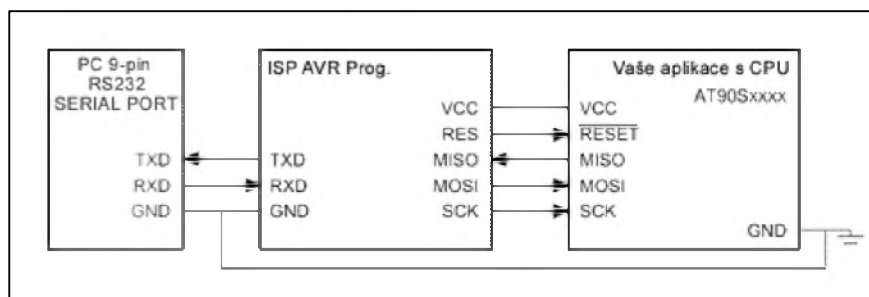 PC 9-pin
RS232
SERIAL PORT
TXD
RXD
GND
ISP AVR Prog.
VCC
RES
MISO
MOSI
SCK
TXD
RXD
GND
Vaše aplikace s CPU
AT90Sxxxx
VCC
RESET
MISO
MOSI
SCK
GND